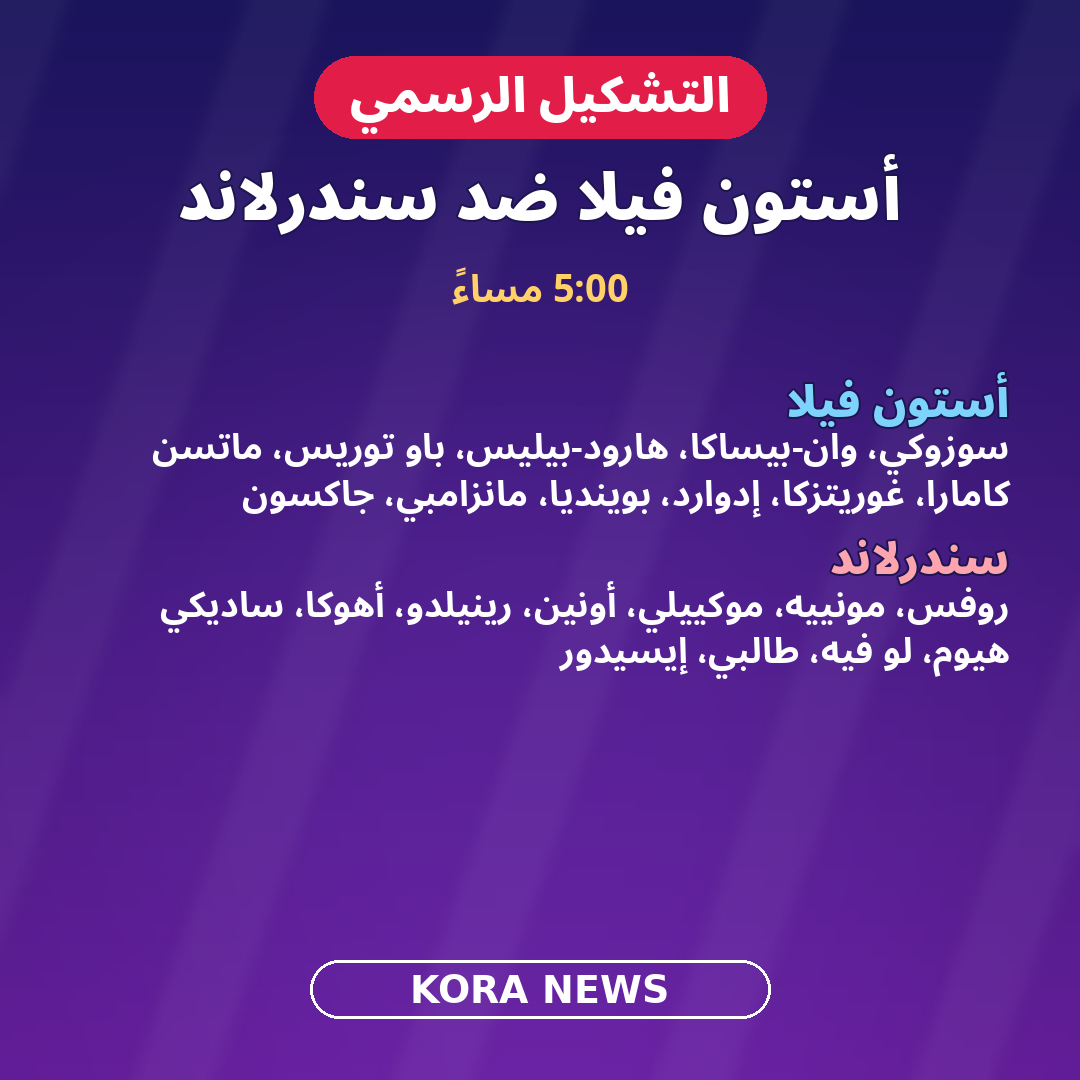 التشكيل الرسمي
أستون فيلا ضد سندرلاند
5:00 مساءً
أستون فيلا
سوزوكي، وان-بيساكا، هارود-بيليس، باو توريس، ماتسن
كامارا، غوريتزكا، إدوارد، بوينديا، مانزامبي، جاكسون
سندرلاند
روفس، مونييه، موكييلي، أونين، رينيلدو، أهوكا، ساديكي
هيوم، لو فيه، طالبي، إيسيدور
KORA NEWS